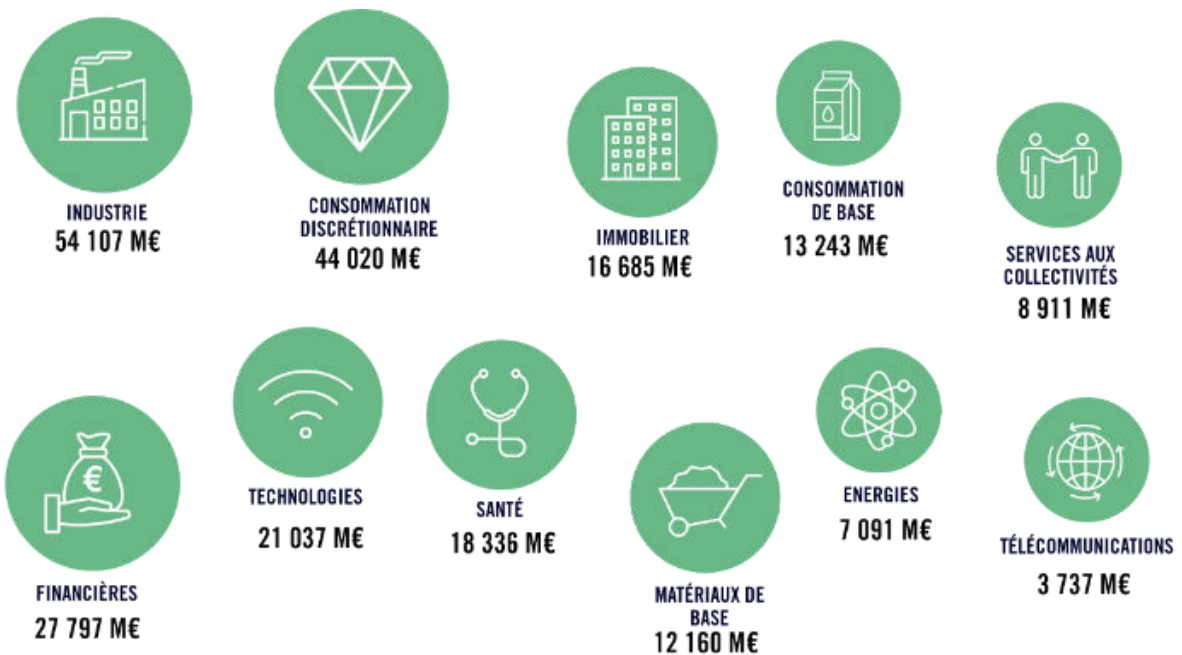 INDUSTRIE
54 107 M€
CONSOMMATION
DISCRÉTIONNAIRE
44 020 M€
IMMOBILIER
16 685 M€
CONSOMMATION
DE BASE
13 243 M€
SERVICES AUX
COLLECTIVITÉS
8 911 M€
€
FINANCIÈRES
27 797 M€
TECHNOLOGIES
21 037 M€
SANTÉ
18 336 M€
MATÉRIAUX DE
BASE
12 160 M€
ENERGIES
7 091 M€
TÉLÉCOMMUNICATIONS
3 737 M€